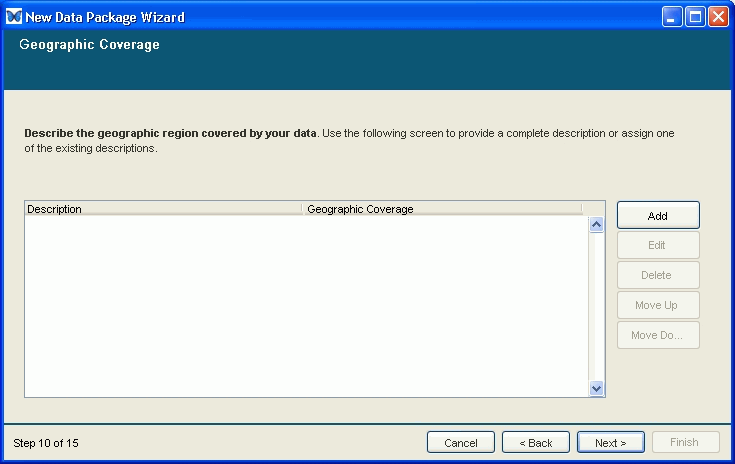 New Data Package Wizard
Geographic Coverage
Describe the geographic region covered by your data. Use the following screen to provide a complete description or assign one
of the existing descriptions.
Description Geographic Coverage
Add
Edit
Delete
Move Up
Move Do...
Step 10 of 15 Cancel < Back Next > Finish